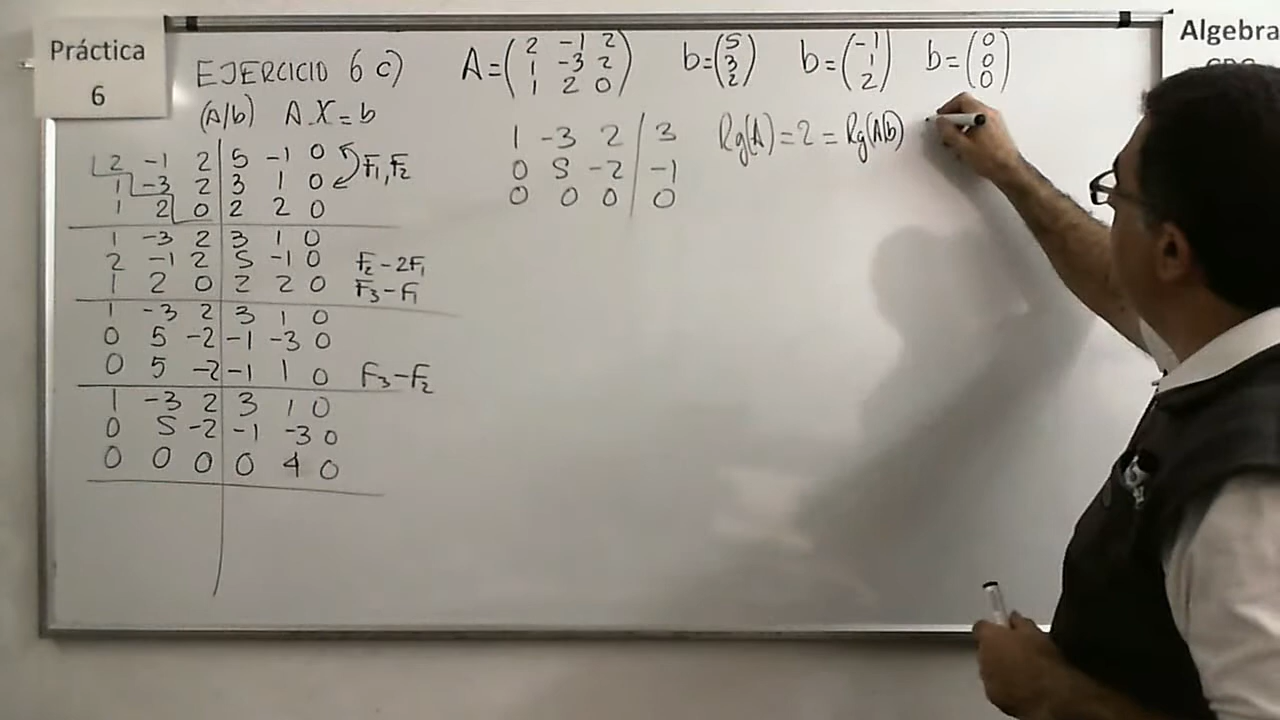 Práctica
6
Algebra
EJERCICIO 6 c)
(A/b) A.X = b
A=( 2 -1 2
1 -3 2
1 2 0 )
b=( 5
3
2 )
b=( -1
1
2 )
b=( 0
0
0 )
2 -1 2 | 5 -1 0
1 -3 2 | 3 1 0
1 2 0 | 2 2 0
F1, F2
1 -3 2 | 3 1 0
2 -1 2 | 5 -1 0 F2-2F1
1 2 0 | 2 2 0 F3-F1
1 -3 2 | 3 1 0
0 5 -2 | -1 -3 0
0 5 -2 | -1 1 0 F3-F2
1 -3 2 | 3 1 0
0 5 -2 | -1 -3 0
0 0 0 | 0 4 0
1 -3 2 | 3
0 5 -2 | -1
0 0 0 | 0
Rg(A) = 2 = Rg(A|b)